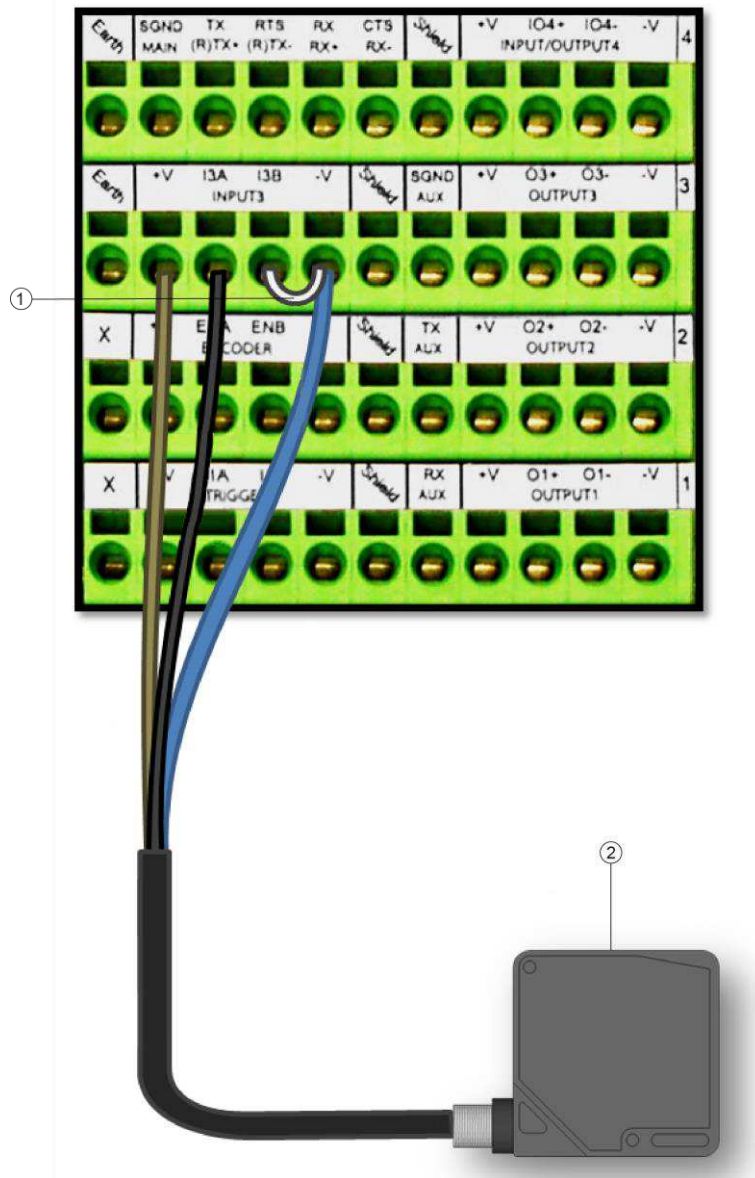 Earth SGND TX RTS RX CTS Shield +V IO4+ IO4- -V 4
MAIN (R)TX+ (R)TX- RX+ RX- INPUT/OUTPUT4
Earth +V I3A I3B -V Shield SGND +V O3+ O3- -V 3
INPUT3 AUX OUTPUT3
1
X ENB Shield TX +V O2+ O2- -V 2
AUX OUTPUT2
X -V Shield RX +V O1+ O1- -V 1
AUX OUTPUT1
2